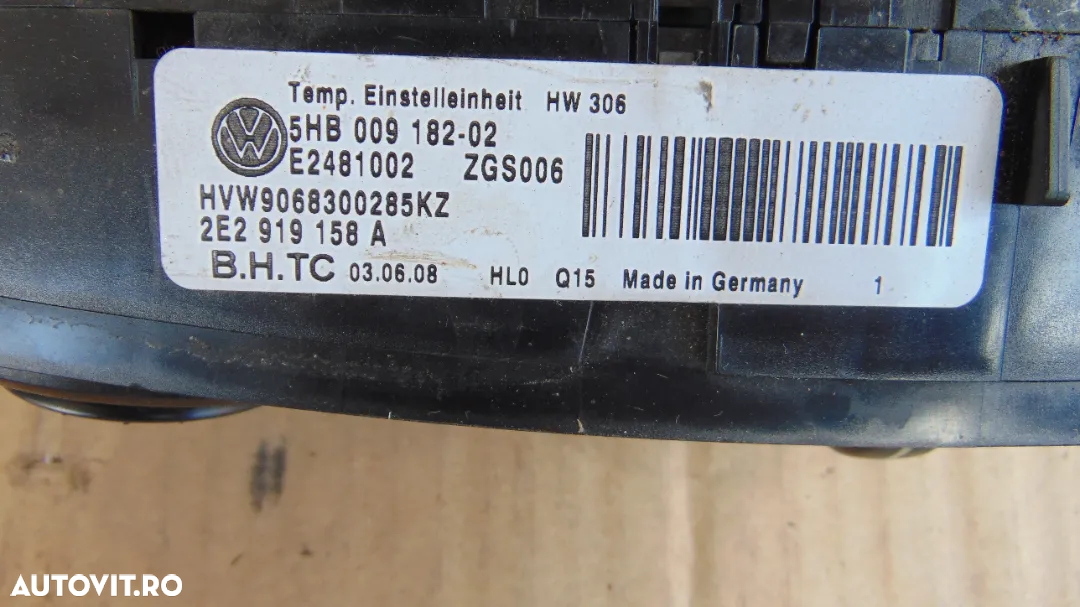 Temp. Einstelleinheit HW 306
5HB 009 182-02
E2481002 ZGS006
HVW9068300285KZ
2E2 919 158 A
B.H.TC 03.06.08 HL0 Q15 Made in Germany 1
AUTOVIT.RO